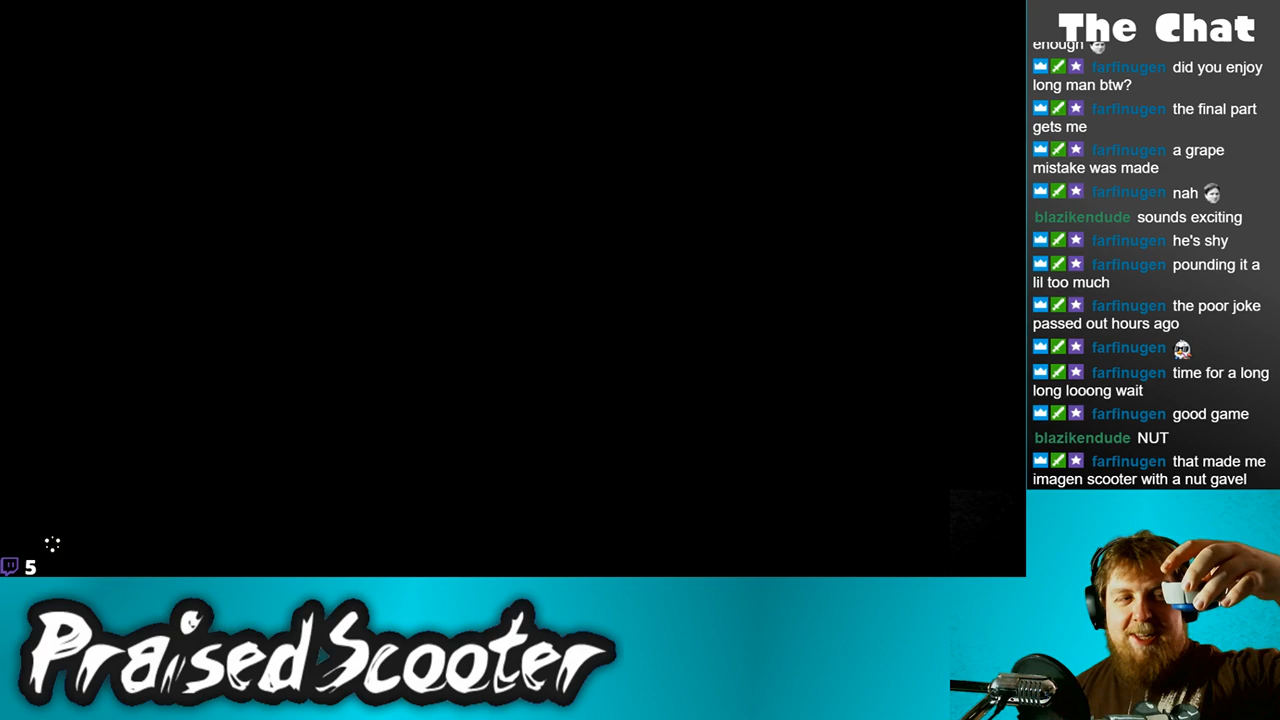 The Chat
enough
farfinugen did you enjoy
long man btw?
farfinugen the final part
gets me
farfinugen a grape
mistake was made
farfinugen nah
blazikendude sounds exciting
farfinugen he's shy
farfinugen pounding it a
lil too much
farfinugen the poor joke
passed out hours ago
farfinugen
farfinugen time for a long
long looong wait
farfinugen good game
blazikendude NUT
farfinugen that made me
imagen scooter with a nut gavel
5
PraisedScooter